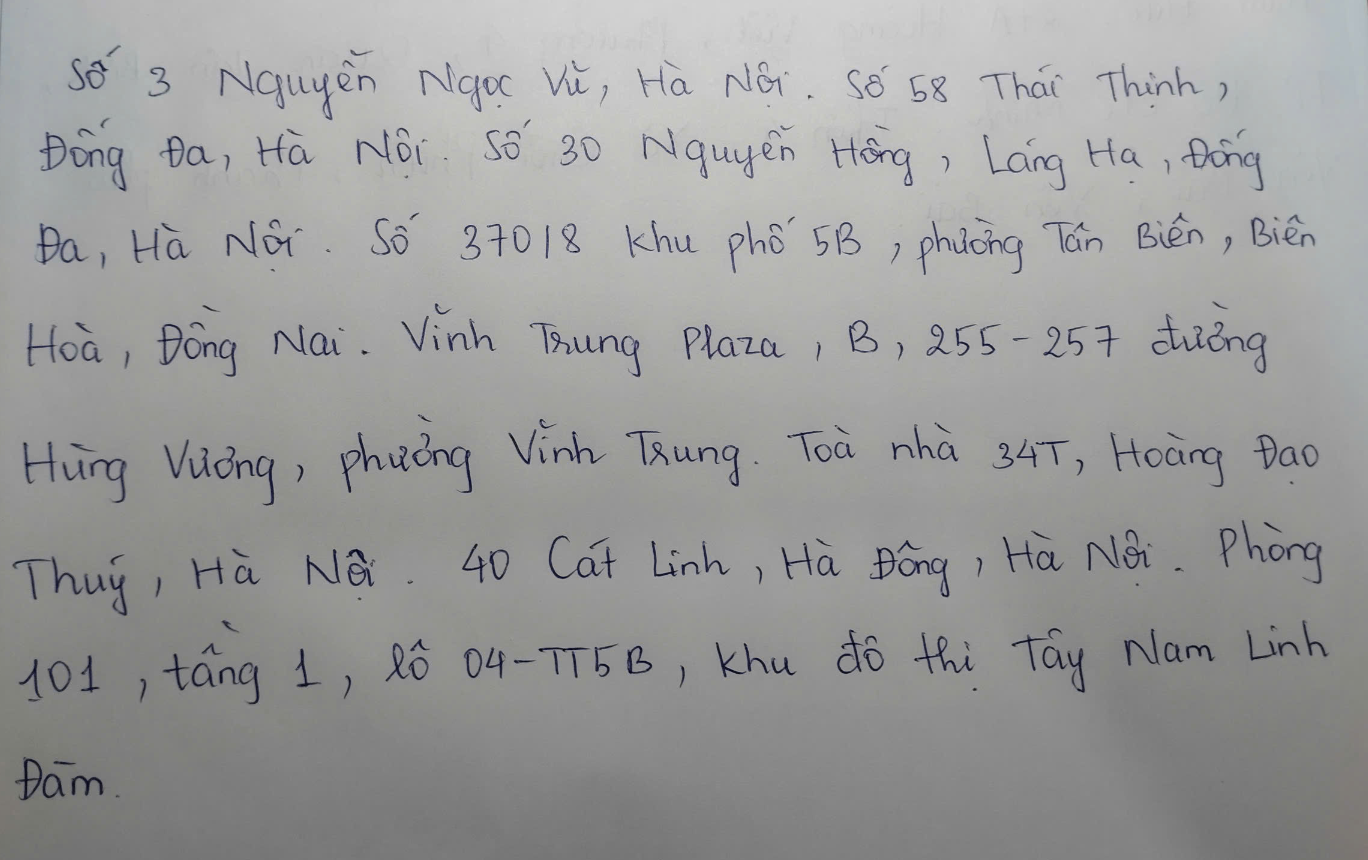 Số 3 Nguyễn Ngọc Vũ, Hà Nội. Số 58 Thái Thịnh,
Đống Đa, Hà Nội. Số 30 Nguyễn Hồng, Láng Hạ, Đống
Đa, Hà Nội. Số 370/8 khu phố 5B, phường Tân Biên, Biên
Hoà, Đồng Nai. Vĩnh Trung Plaza, B, 255-257 đường
Hùng Vương, phường Vĩnh Trung. Toà nhà 34T, Hoàng Đạo
Thuý, Hà Nội. 40 Cát Linh, Hà Đông, Hà Nội. Phòng
101, tầng 1, lô 04-TT5B, khu đô thị Tây Nam Linh
Đàm.